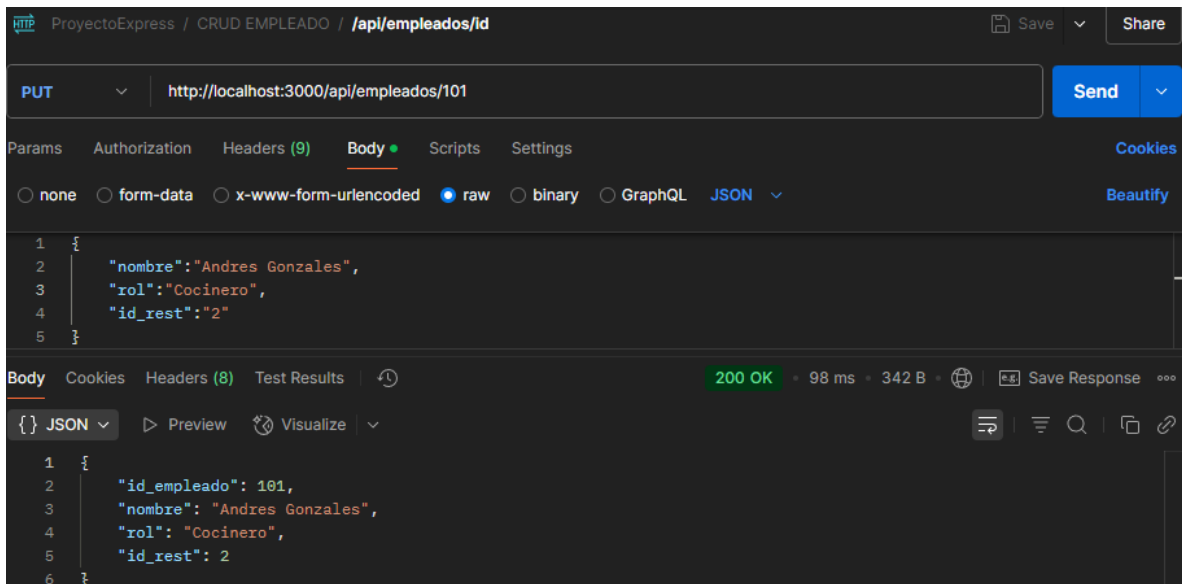 HTTP ProyectoExpress / CRUD EMPLEADO / /api/empleados/id Save Share
PUT http://localhost:3000/api/empleados/101 Send
Params Authorization Headers (9) Body Scripts Settings Cookies
none form-data x-www-form-urlencoded raw binary GraphQL JSON Beautify
1 {
2 "nombre":"Andres Gonzales",
3 "rol":"Cocinero",
4 "id_rest":"2"
5 }
Body Cookies Headers (8) Test Results 200 OK 98 ms 342 B e.g. Save Response
{} JSON Preview Visualize
1 {
2 "id_empleado": 101,
3 "nombre": "Andres Gonzales",
4 "rol": "Cocinero",
5 "id_rest": 2
6 }